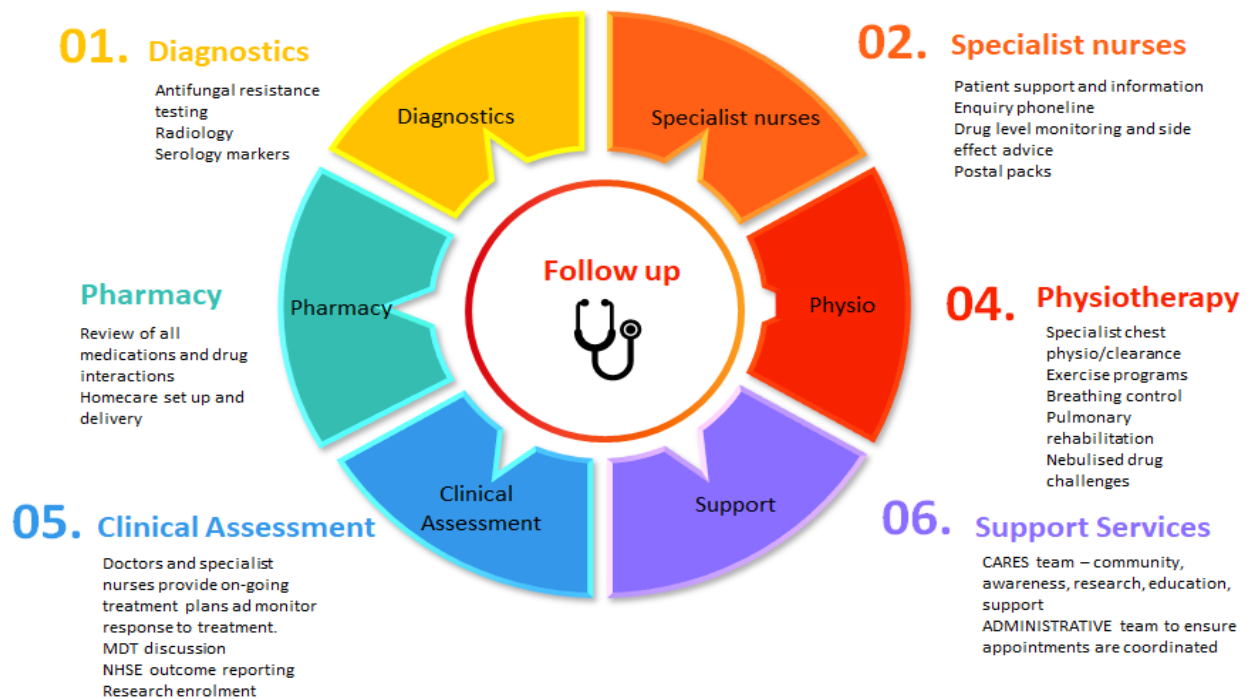 01. Diagnostics
Antifungal resistance
testing
Radiology
Serology markers
02. Specialist nurses
Patient support and information
Enquiry phoneline
Drug level monitoring and side
effect advice
Postal packs
Diagnostics
Specialist nurses
Pharmacy
Review of all
medications and drug
interactions
Homecare set up and
delivery
Pharmacy
Follow up
Physio
04. Physiotherapy
Specialist chest
physio/clearance
Exercise programs
Breathing control
Pulmonary
rehabilitation
Nebulised drug
challenges
Clinical
Assessment
Support
05. Clinical Assessment
Doctors and specialist
nurses provide on-going
treatment plans ad monitor
response to treatment.
MDT discussion
NHSE outcome reporting
Research enrolment
06. Support Services
CARES team – community,
awareness, research, education,
support
ADMINISTRATIVE team to ensure
appointments are coordinated